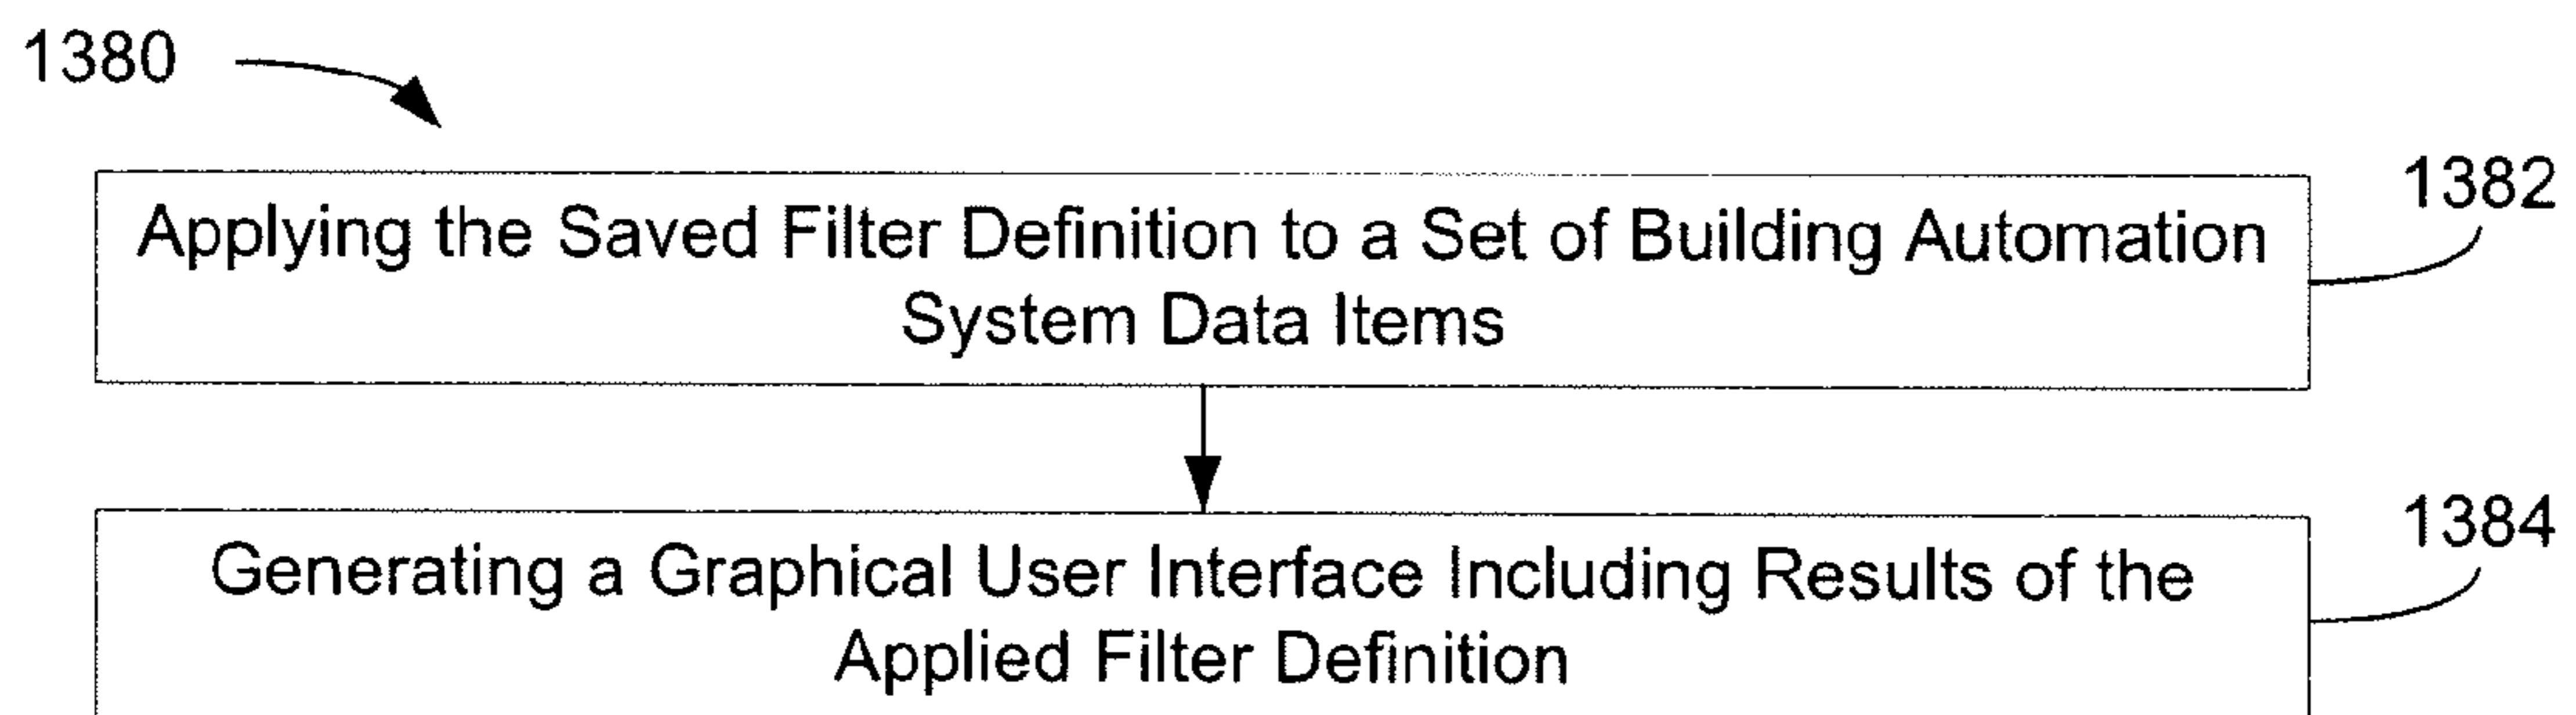 1380
1382
Applying the Saved Filter Definition to a Set of Building Automation
System Data Items
1384
Generating a Graphical User Interface Including Results of the
Applied Filter Definition